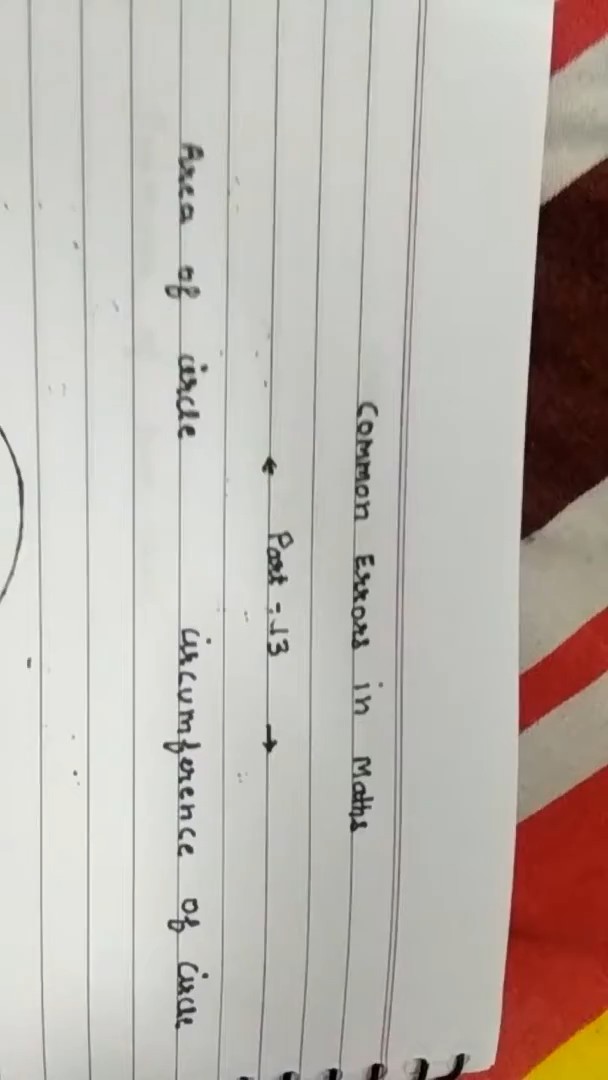 Common Errors in Maths
← Part :- 13 →
Area of circle circumference of circle